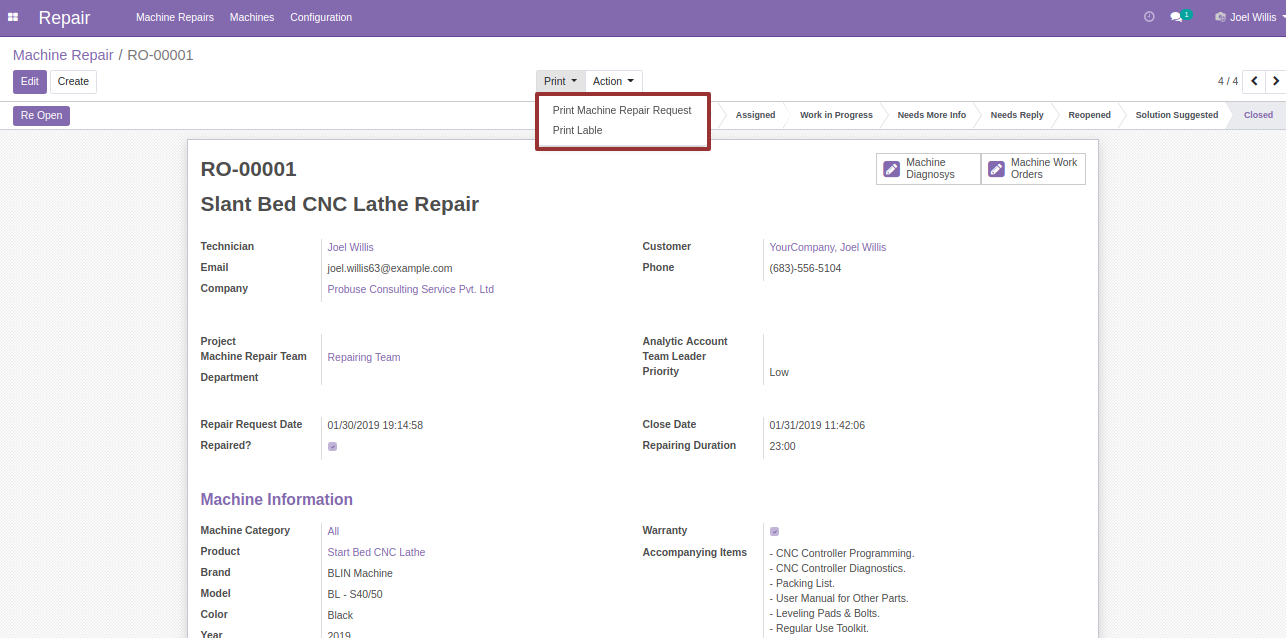 Repair Machine Repairs Machines Configuration 1 Joel Willis
Machine Repair / RO-00001
Edit Create Print Action 4 / 4
Re Open Print Machine Repair Request Assigned Work in Progress Needs More Info Needs Reply Reopened Solution Suggested Closed
Print Lable
RO-00001
Machine Diagnosys
Machine Work Orders
Slant Bed CNC Lathe Repair
Technician Joel Willis Customer YourCompany, Joel Willis
Email joel.willis63@example.com Phone (683)-556-5104
Company Probuse Consulting Service Pvt. Ltd
Project Analytic Account
Machine Repair Team Repairing Team Team Leader
Department Priority Low
Repair Request Date 01/30/2019 19:14:58 Close Date 01/31/2019 11:42:06
Repaired? Repairing Duration 23:00
Machine Information
Machine Category All Warranty
Product Start Bed CNC Lathe Accompanying Items - CNC Controller Programming.
- CNC Controller Diagnostics.
Brand BLIN Machine - Packing List.
Model BL - S40/50 - User Manual for Other Parts.
Color Black - Leveling Pads & Bolts.
Year 2019 - Regular Use Toolkit.